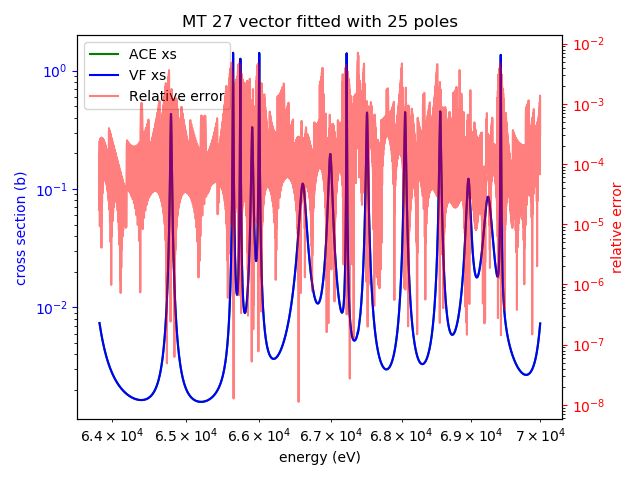 MT 27 vector fitted with 25 poles
ACE xs
VF xs
Relative error
10⁰
10⁻¹
10⁻²
cross section (b)
10⁻²
10⁻³
10⁻⁴
10⁻⁵
10⁻⁶
10⁻⁷
10⁻⁸
relative error
6.4 × 10⁴ 6.5 × 10⁴ 6.6 × 10⁴ 6.7 × 10⁴ 6.8 × 10⁴ 6.9 × 10⁴ 7 × 10⁴
energy (eV)